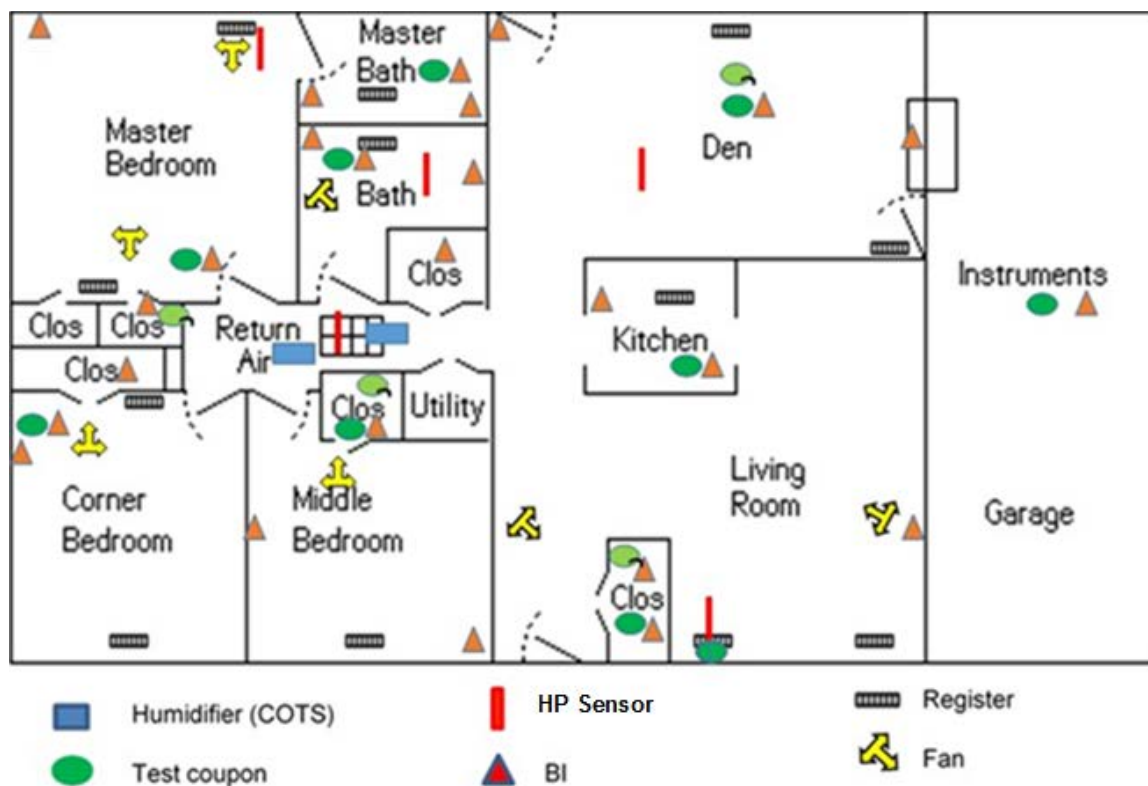 Master
Bath
Master
Bedroom
Den
Bath
Clos
Instruments
Clos
Clos
Return
Air
Kitchen
Clos
Clos
Utility
Living
Room
Corner
Bedroom
Middle
Bedroom
Garage
Clos
Humidifier (COTS)
HP Sensor
Register
Test coupon
BI
Fan